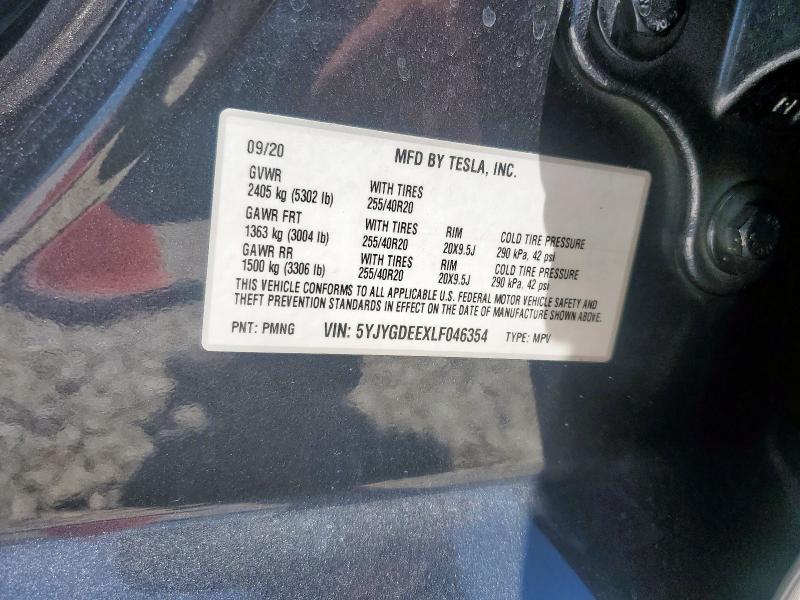 09/20 MFD BY TESLA, INC.
GVWR
2405 kg (5302 lb) WITH TIRES 255/40R20
GAWR FRT
1363 kg (3004 lb) WITH TIRES 255/40R20 RIM 20X9.5J COLD TIRE PRESSURE 290 kPa, 42 psi
GAWR RR
1500 kg (3306 lb) WITH TIRES 255/40R20 RIM 20X9.5J COLD TIRE PRESSURE 290 kPa, 42 psi
THIS VEHICLE CONFORMS TO ALL APPLICABLE U.S. FEDERAL MOTOR VEHICLE SAFETY AND
THEFT PREVENTION STANDARDS IN EFFECT ON THE DATE OF MANUFACTURE SHOWN ABOVE.
PNT: PMNG VIN: 5YJYGDEEXLF046354 TYPE: MPV